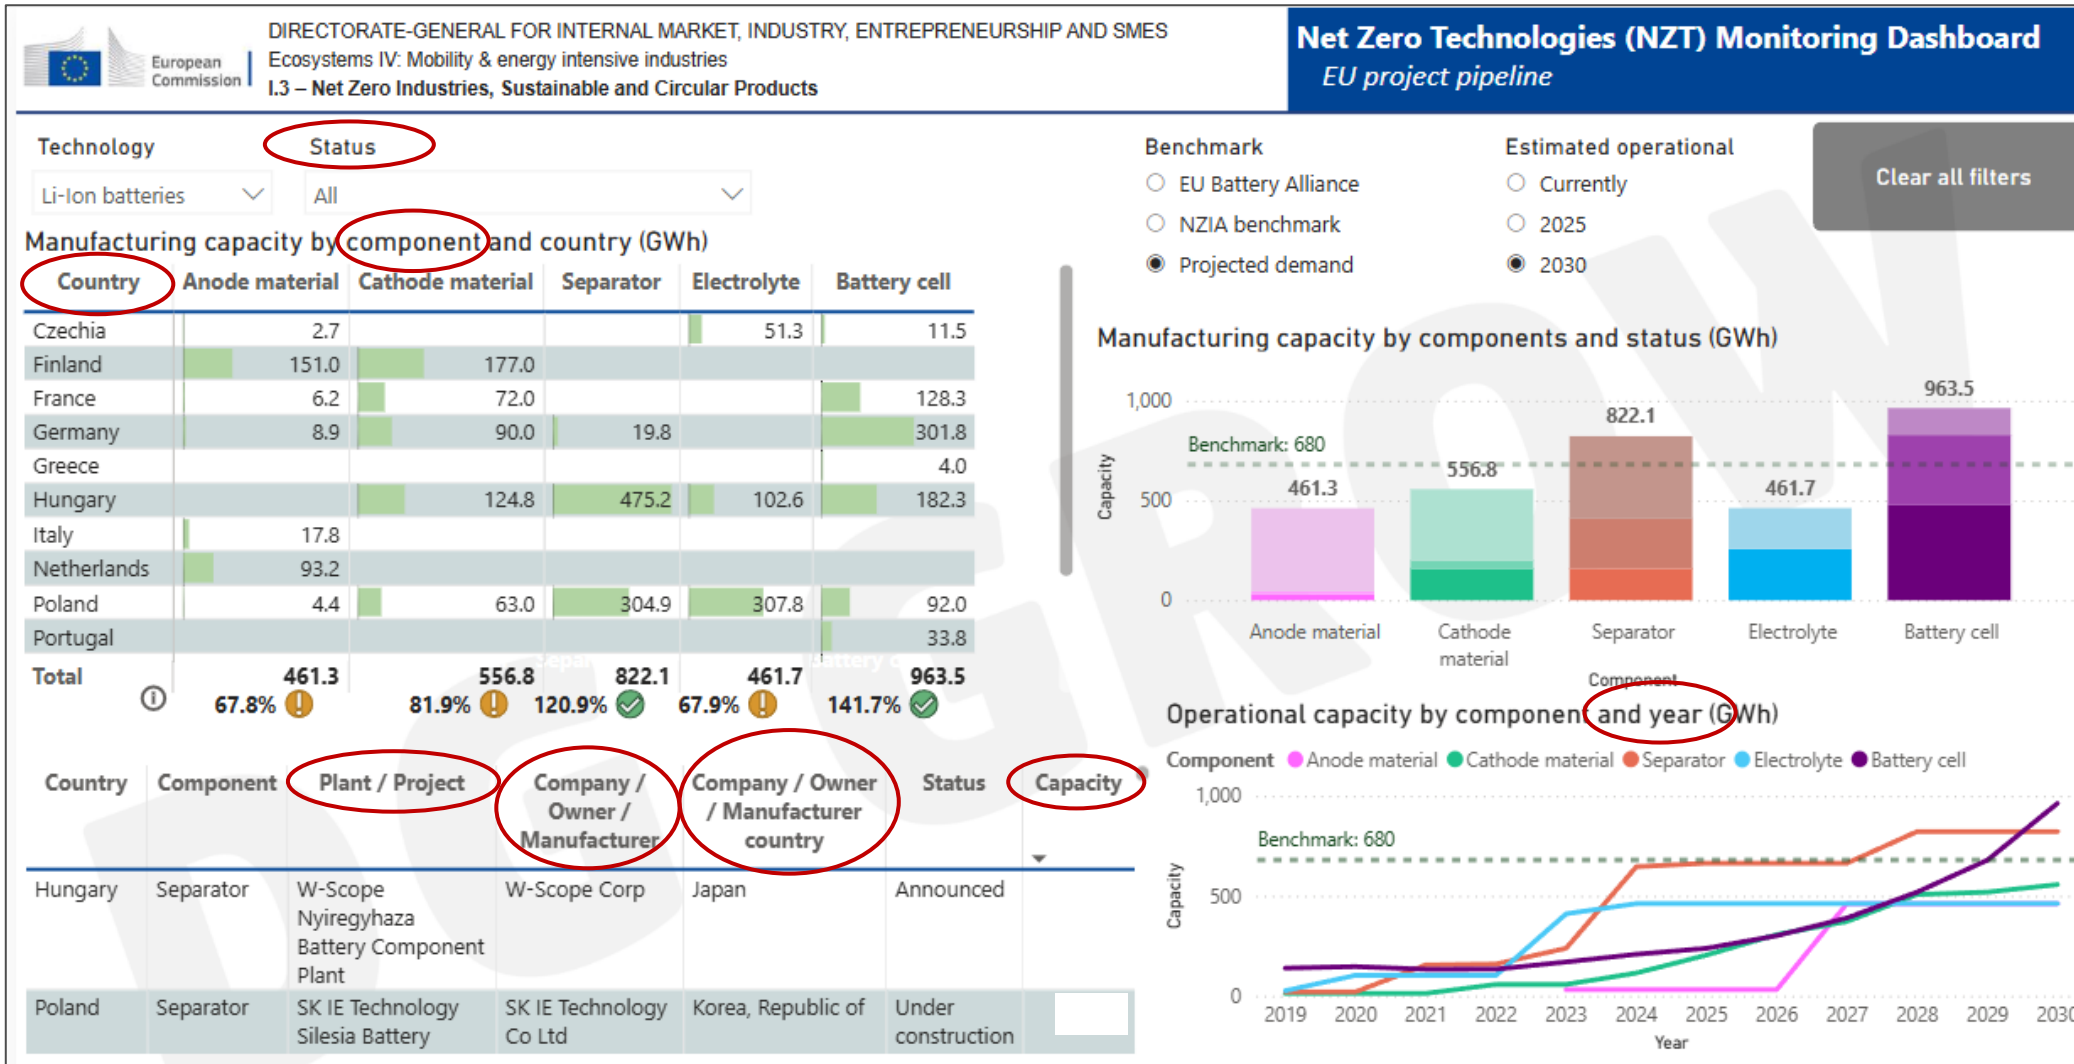 European
Commission
DIRECTORATE-GENERAL FOR INTERNAL MARKET, INDUSTRY, ENTREPRENEURSHIP AND SMES
Ecosystems IV: Mobility & energy intensive industries
I.3 – Net Zero Industries, Sustainable and Circular Products
Net Zero Technologies (NZT) Monitoring Dashboard
EU project pipeline
Technology Status
Li-Ion batteries All
Benchmark
EU Battery Alliance
NZIA benchmark
Projected demand
Estimated operational
Currently
2025
2030
Clear all filters
Manufacturing capacity by component and country (GWh)
Country Anode material Cathode material Separator Electrolyte Battery cell
Czechia 2.7 51.3 11.5
Finland 151.0 177.0
France 6.2 72.0 128.3
Germany 8.9 90.0 19.8 301.8
Greece 4.0
Hungary 124.8 475.2 102.6 182.3
Italy 17.8
Netherlands 93.2
Poland 4.4 63.0 304.9 307.8 92.0
Portugal 33.8
Total 461.3 556.8 822.1 461.7 963.5
67.8% 81.9% 120.9% 67.9% 141.7%
Manufacturing capacity by components and status (GWh)
Capacity
1,000
500
0
Benchmark: 680
461.3 556.8 822.1 461.7 963.5
Anode material Cathode material Separator Electrolyte Battery cell
Component
Operational capacity by component and year (GWh)
Component Anode material Cathode material Separator Electrolyte Battery cell
Capacity
1,000
500
0
Benchmark: 680
2019 2020 2021 2022 2023 2024 2025 2026 2027 2028 2029 2030
Year
Country Component Plant / Project Company / Owner / Manufacturer Company / Owner / Manufacturer country Status Capacity
Hungary Separator W-Scope Nyiregyhaza Battery Component Plant W-Scope Corp Japan Announced
Poland Separator SK IE Technology Silesia Battery SK IE Technology Co Ltd Korea, Republic of Under construction
DG GROW